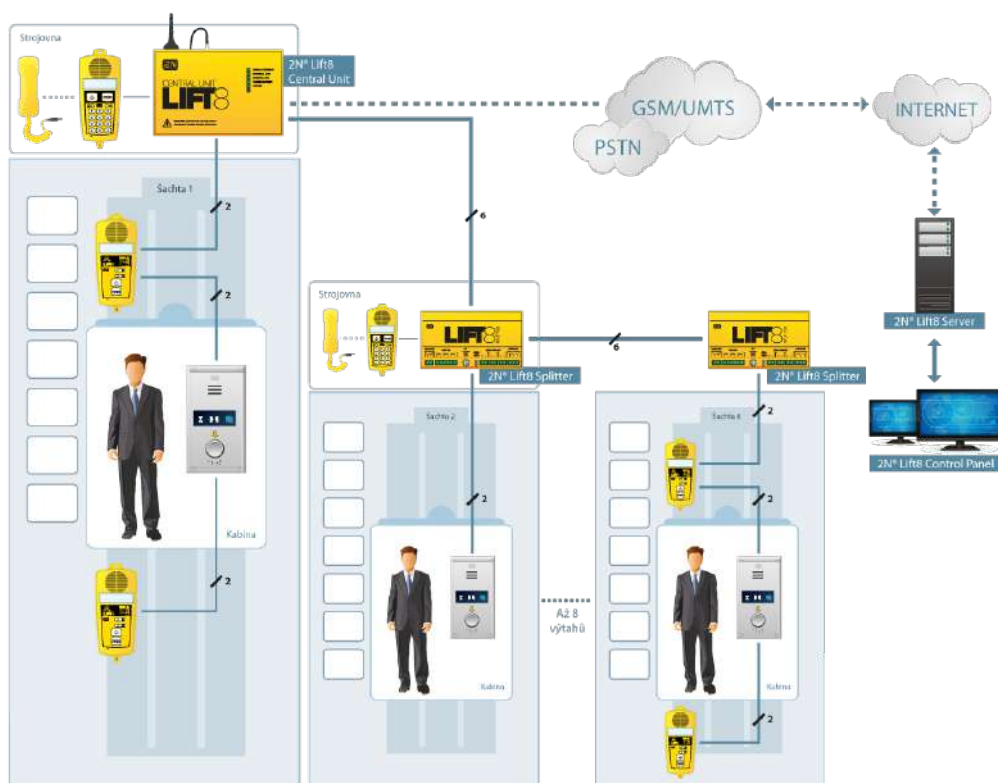 Strojovna
2N
CENTRAL UNIT
LIFT8
2N® Lift8
Central Unit
GSM/UMTS
PSTN
INTERNET
Šachta 1
2
2
6
Strojovna
LIFT8
2N® Lift8 Splitter
6
LIFT8
2N® Lift8 Splitter
2N® Lift8 Server
2N® Lift8 Control Panel
Kabina
2
Šachta 2
2
Kabina
Až 8
výtahů
Šachta 8
2
2
Kabina
2